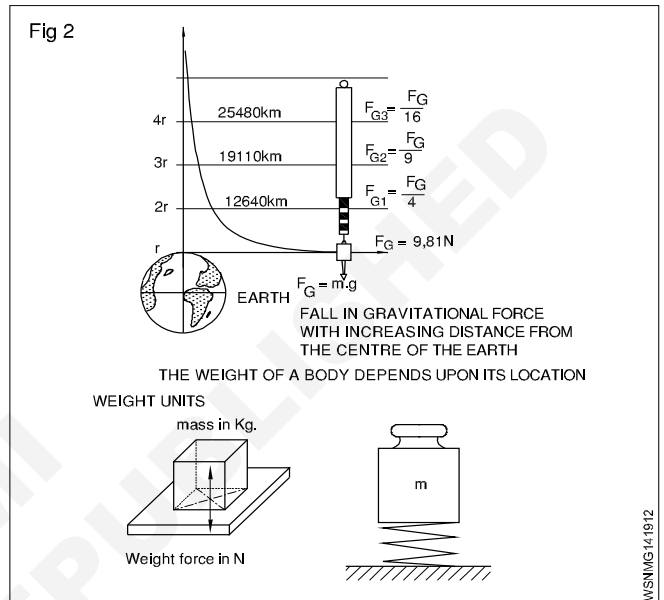 Fig 2
4r 25480km FG3= FG/16
3r 19110km FG2= FG/9
2r 12640km FG1= FG/4
r FG = 9,81N
FG = m.g
EARTH
FALL IN GRAVITATIONAL FORCE
WITH INCREASING DISTANCE FROM
THE CENTRE OF THE EARTH
THE WEIGHT OF A BODY DEPENDS UPON ITS LOCATION
WEIGHT UNITS
mass in Kg.
m
Weight force in N
WSNMG141912